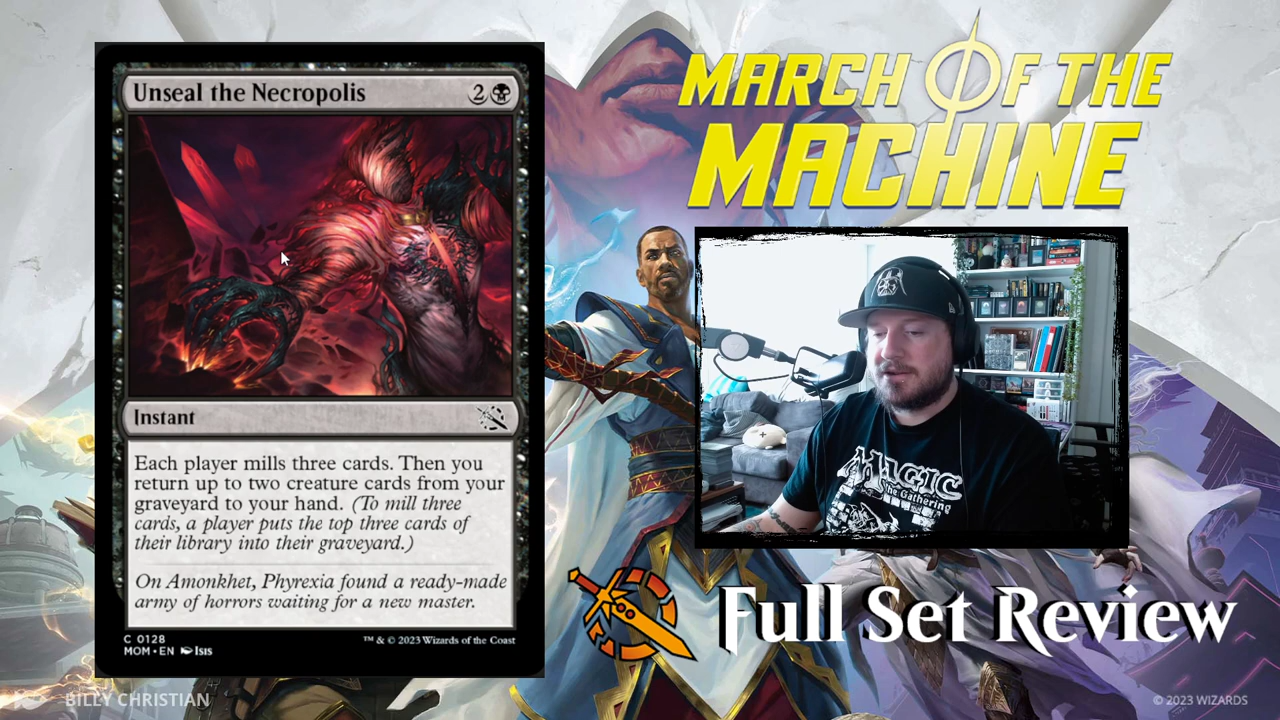 Unseal the Necropolis 2
Instant
Each player mills three cards. Then you
return up to two creature cards from your
graveyard to your hand. (To mill three
cards, a player puts the top three cards of
their library into their graveyard.)
On Amonkhet, Phyrexia found a ready-made
army of horrors waiting for a new master.
C 0128
MOM • EN Isis
™ & © 2023 Wizards of the Coast
MARCH OF THE
MACHINE
MAGIC
the Gathering
Full Set Review
BILLY CHRISTIAN
© 2023 WIZARDS